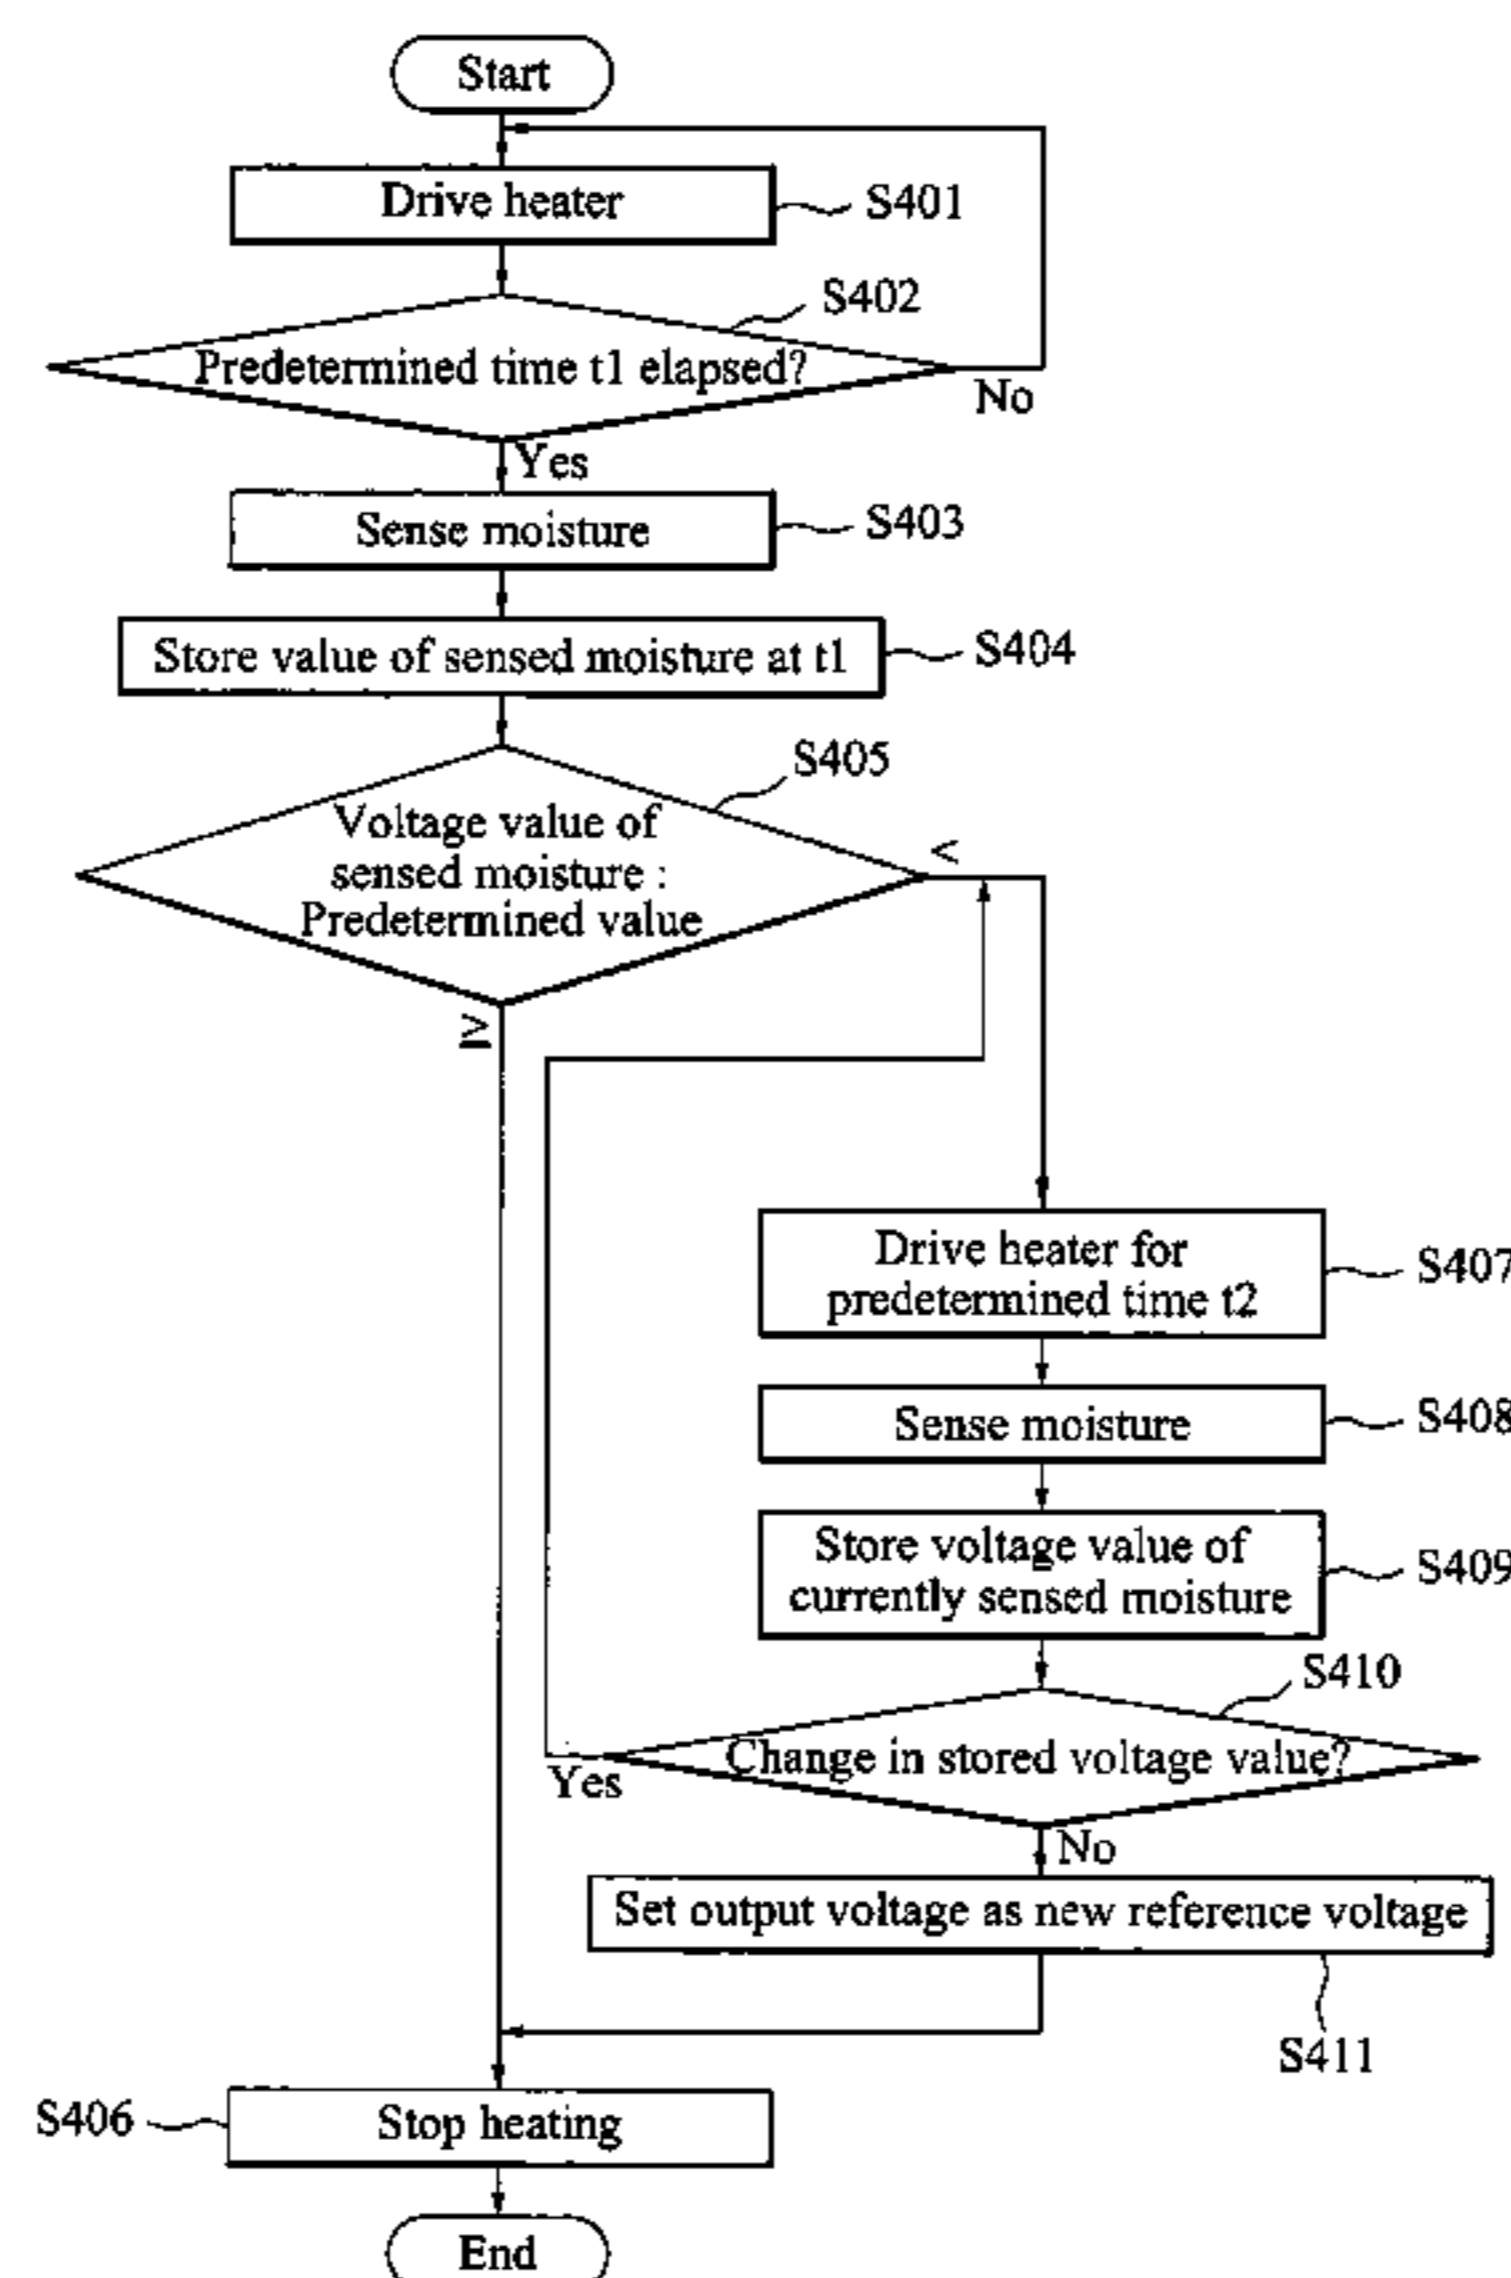 Start
Drive heater
S401
S402
Predetermined time t1 elapsed?
No
Yes
Sense moisture
S403
Store value of sensed moisture at t1
S404
S405
Voltage value of
sensed moisture :
Predetermined value
<
≥
Drive heater for
predetermined time t2
S407
Sense moisture
S408
Store voltage value of
currently sensed moisture
S409
S410
Change in stored voltage value?
Yes
No
Set output voltage as new reference voltage
S411
S406
Stop heating
End